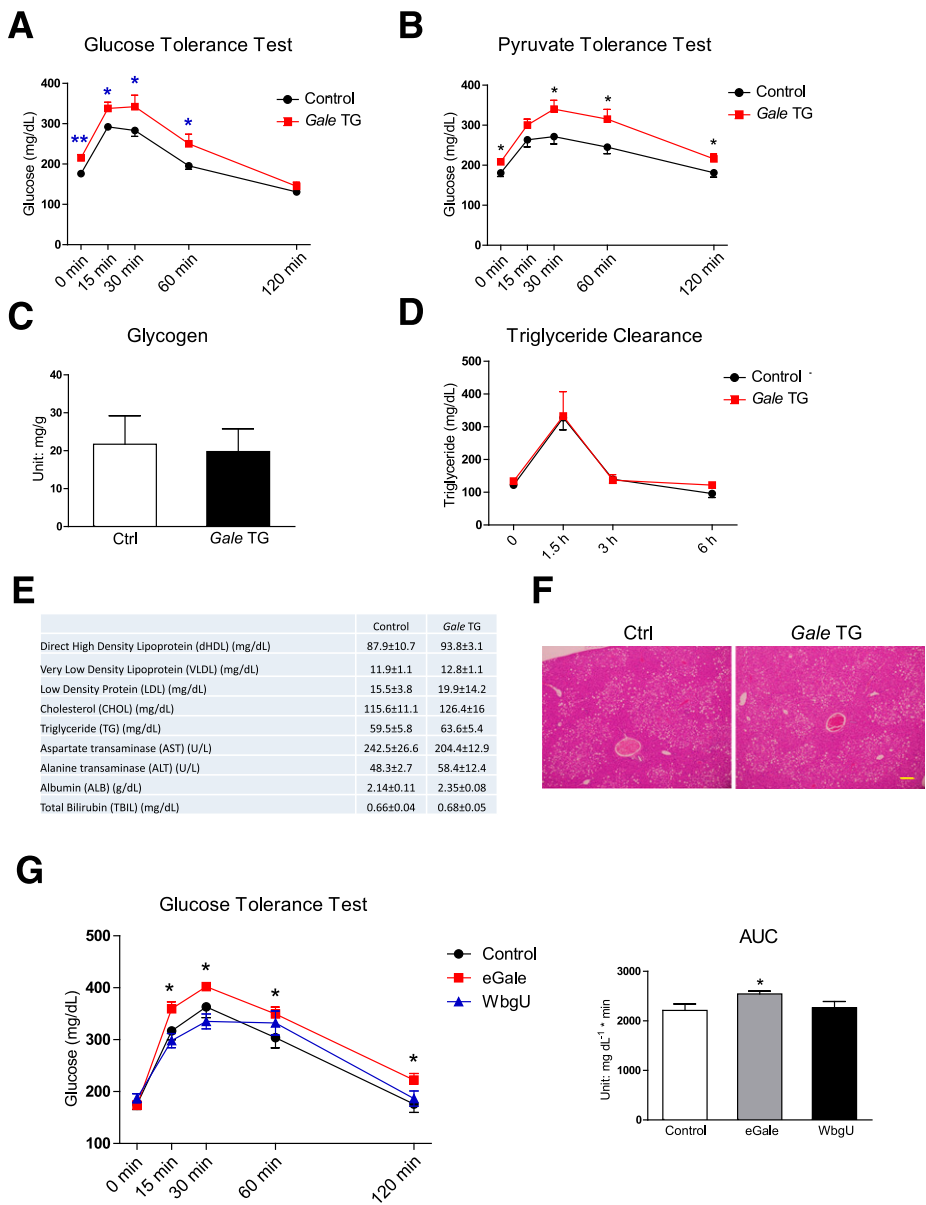 A
Glucose Tolerance Test
Glucose (mg/dL)
400
300
200
100
0
**
*
*
*
Control
Gale TG
0 min
15 min
30 min
60 min
120 min
B
Pyruvate Tolerance Test
Glucose (mg/dL)
400
300
200
100
0
*
*
*
*
Control
Gale TG
0 min
15 min
30 min
60 min
120 min
C
Glycogen
Unit: mg/g
40
30
20
10
0
Ctrl
Gale TG
D
Triglyceride Clearance
Triglyceride (mg/dL)
500
400
300
200
100
0
Control
Gale TG
0
1.5 h
3 h
6 h
E
Control Gale TG
Direct High Density Lipoprotein (dHDL) (mg/dL) 87.9±10.7 93.8±3.1
Very Low Density Lipoprotein (VLDL) (mg/dL) 11.9±1.1 12.8±1.1
Low Density Protein (LDL) (mg/dL) 15.5±3.8 19.9±14.2
Cholesterol (CHOL) (mg/dL) 115.6±11.1 126.4±16
Triglyceride (TG) (mg/dL) 59.5±5.8 63.6±5.4
Aspartate transaminase (AST) (U/L) 242.5±26.6 204.4±12.9
Alanine transaminase (ALT) (U/L) 48.3±2.7 58.4±12.4
Albumin (ALB) (g/dL) 2.14±0.11 2.35±0.08
Total Bilirubin (TBIL) (mg/dL) 0.66±0.04 0.68±0.05
F
Ctrl
Gale TG
G
Glucose Tolerance Test
Glucose (mg/dL)
500
400
300
200
100
*
*
*
*
Control
eGale
WbgU
0 min
15 min
30 min
60 min
120 min
AUC
Unit: mg dL⁻¹ * min
3000
2000
1000
0
*
Control
eGale
WbgU